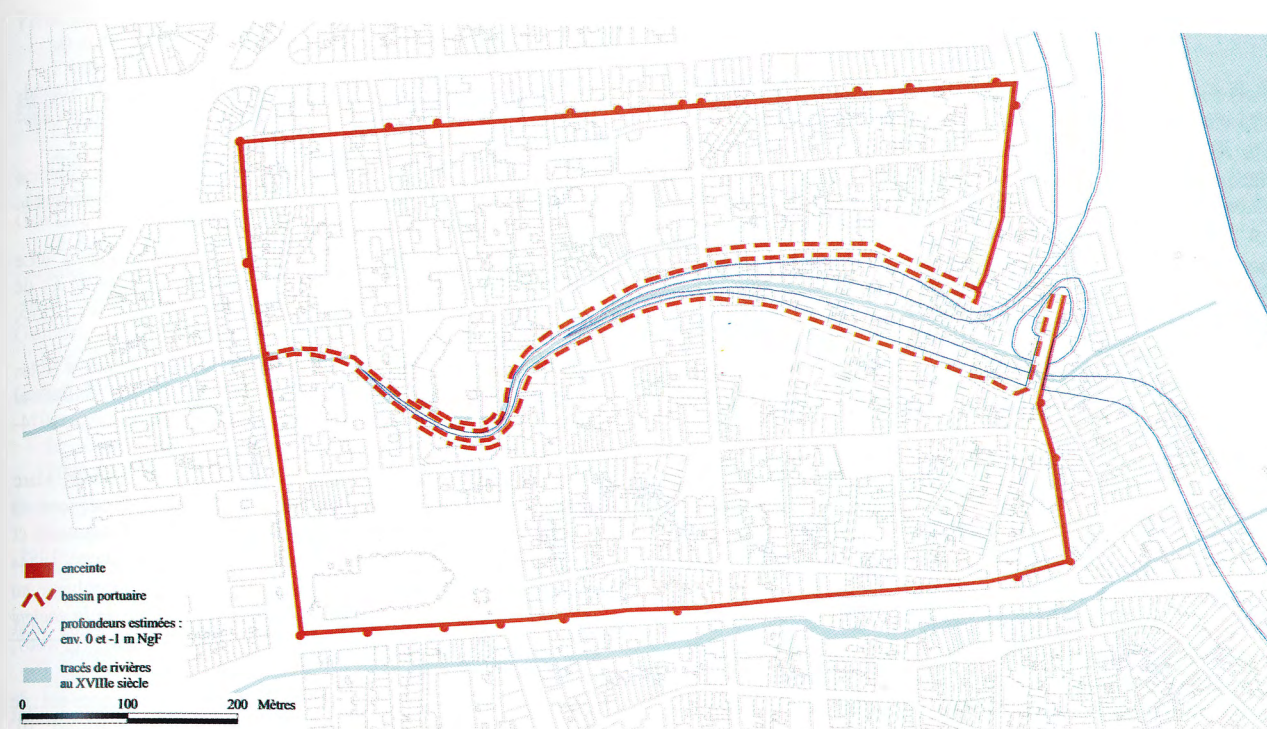 enceinte
bassin portuaire
profondeurs estimées :
env. 0 et -1 m NgF
tracés de rivières
au XVIIIe siècle
0 100 200 Mètres